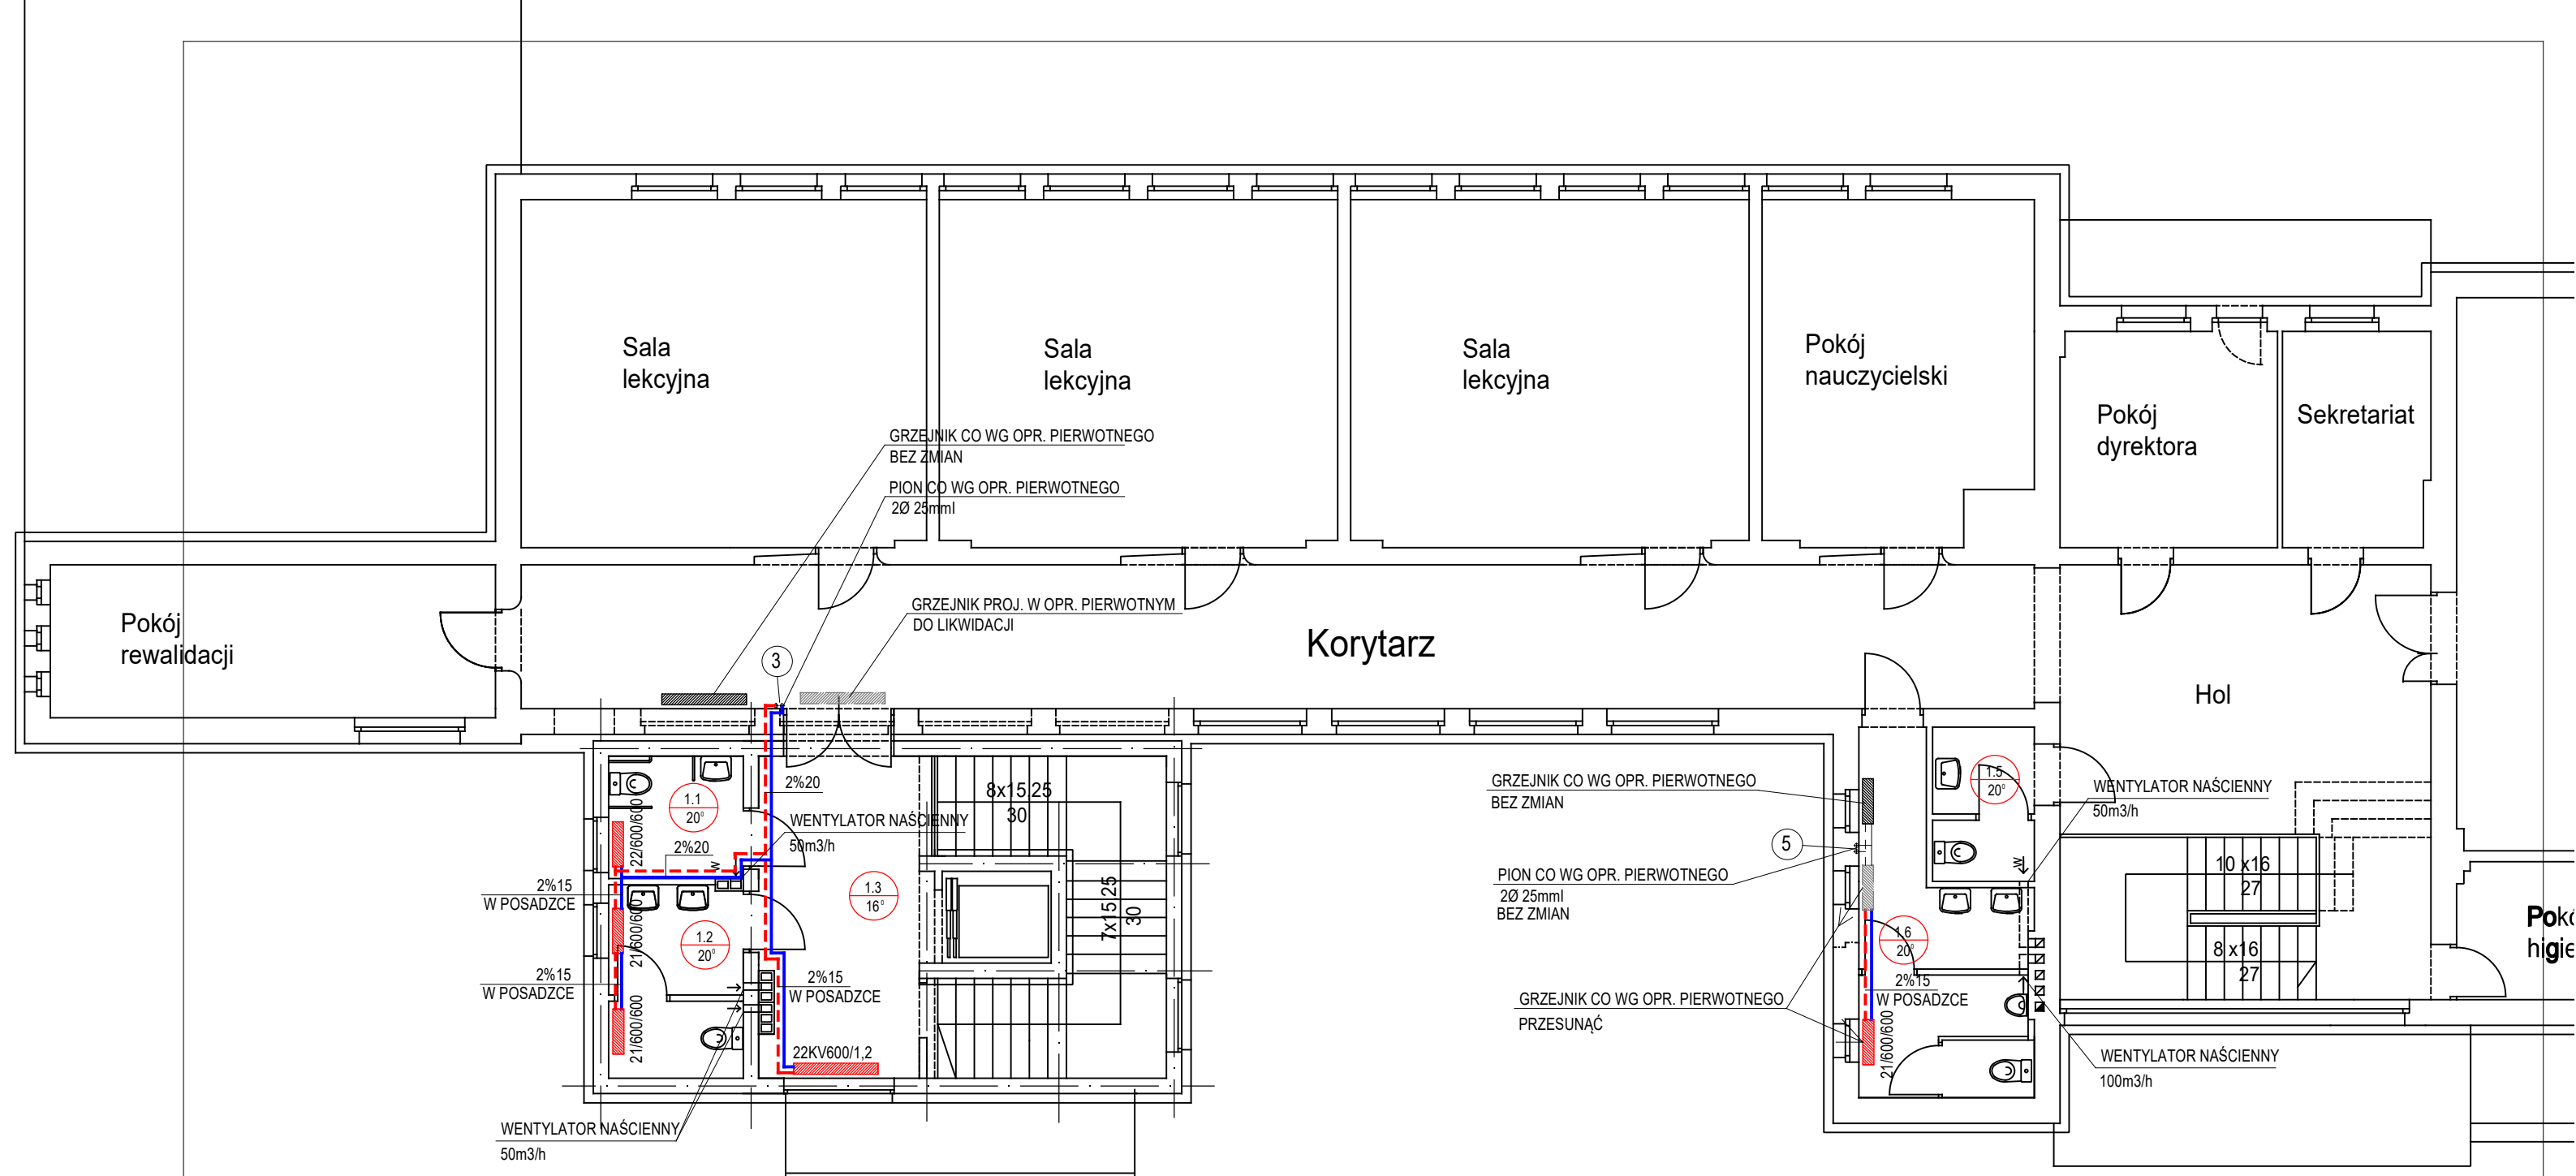 Sala
lekcyjna
Sala
lekcyjna
Sala
lekcyjna
Pokój
nauczycielski
Pokój
dyrektora
Sekretariat
GRZEJNIK CO WG OPR. PIERWOTNEGO
BEZ ZMIAN
PION CO WG OPR. PIERWOTNEGO
2Ø 25mmI
GRZEJNIK PROJ. W OPR. PIERWOTNYM
DO LIKWIDACJI
Pokój
rewalidacji
Korytarz
Hol
3
2%20
1.1
20°
22/600/600
WENTYLATOR NAŚCIENNY
50m3/h
2%20
W
2%15
W POSADZCE
21/600/600
1.2
20°
1.3
16°
2%15
W POSADZCE
2%15
W POSADZCE
21/600/600
22KV600/1,2
WENTYLATOR NAŚCIENNY
50m3/h
8x15.25
30
7x15.25
30
GRZEJNIK CO WG OPR. PIERWOTNEGO
BEZ ZMIAN
5
PION CO WG OPR. PIERWOTNEGO
2Ø 25mmI
BEZ ZMIAN
GRZEJNIK CO WG OPR. PIERWOTNEGO
PRZESUNĄĆ
1.5
20°
WENTYLATOR NAŚCIENNY
50m3/h
W
1.6
20°
2%15
W POSADZCE
21/600/600
WENTYLATOR NAŚCIENNY
100m3/h
10 x16
27
8 x16
27
Pokó
higie